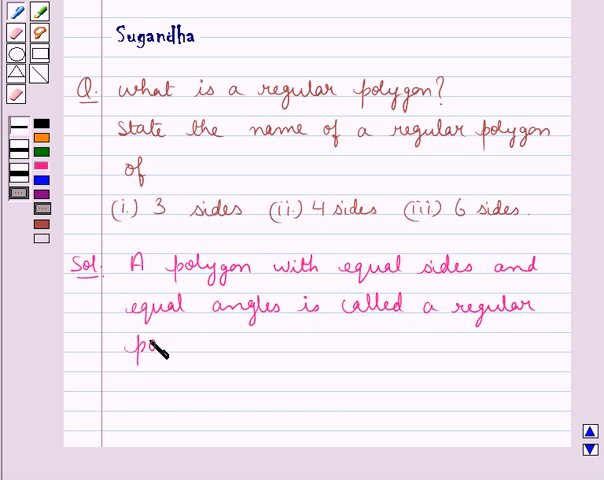 Sugandha
Q. what is a regular polygon?
State the name of a regular polygon
of
(i.) 3 sides (ii.) 4 sides (iii.) 6 sides.
Sol: A polygon with equal sides and
equal angles is called a regular
po